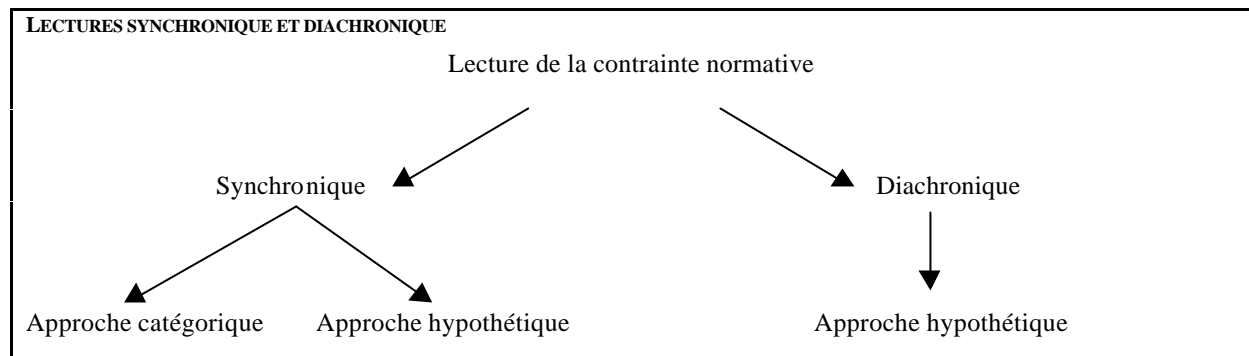 LECTURES SYNCHRONIQUE ET DIACHRONIQUE
Lecture de la contrainte normative
Synchronique Diachronique
Approche catégorique Approche hypothétique Approche hypothétique